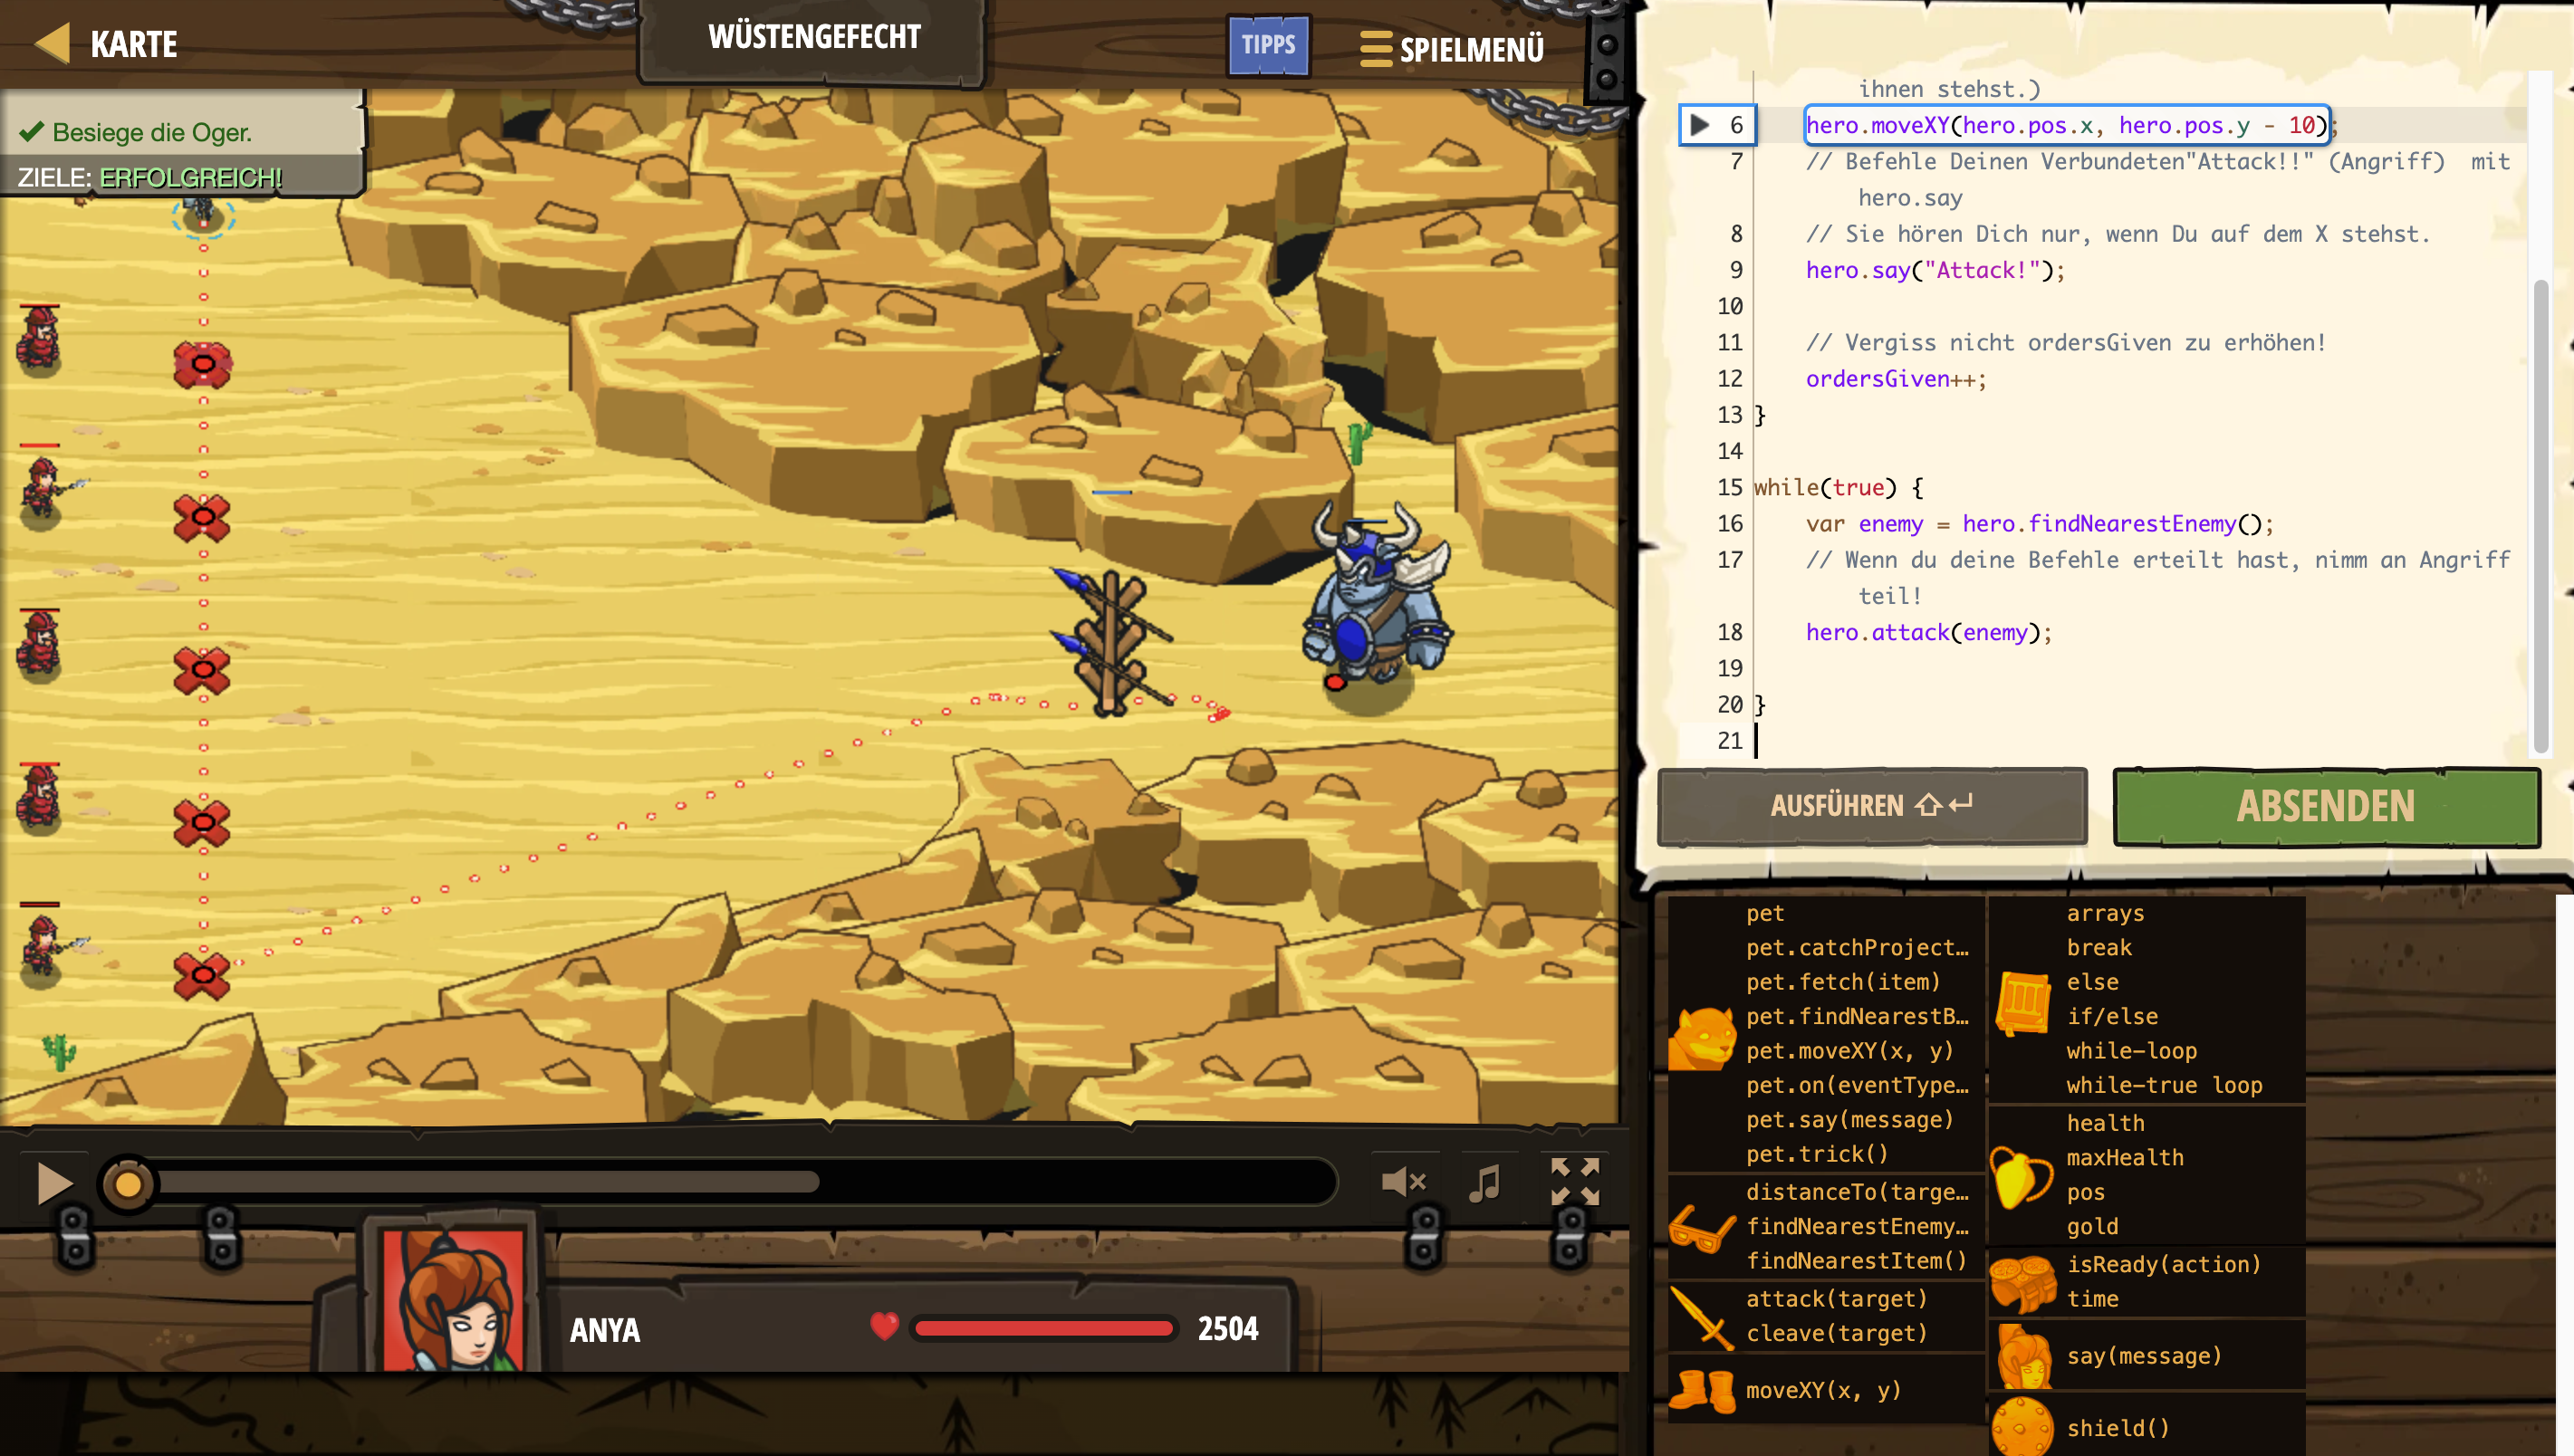 KARTE
WÜSTENGEFECHT
TIPPS
SPIELMENÜ
Besiege die Oger.
ZIELE: ERFOLGREICH!
ihnen stehst.)
6 hero.moveXY(hero.pos.x, hero.pos.y - 10);
7 // Befehle Deinen Verbundeten"Attack!!" (Angriff)  mit
hero.say
8 // Sie hören Dich nur, wenn Du auf dem X stehst.
9 hero.say("Attack!");
10
11 // Vergiss nicht ordersGiven zu erhöhen!
12 ordersGiven++;
13 }
14
15 while(true) {
16 var enemy = hero.findNearestEnemy();
17 // Wenn du deine Befehle erteilt hast, nimm an Angriff
teil!
18 hero.attack(enemy);
19
20 }
21
AUSFÜHREN ⇧↵
ABSENDEN
pet
pet.catchProject…
pet.fetch(item)
pet.findNearestB…
pet.moveXY(x, y)
pet.on(eventType…
pet.say(message)
pet.trick()
distanceTo(targe…
findNearestEnemy…
findNearestItem()
attack(target)
cleave(target)
moveXY(x, y)
arrays
break
else
if/else
while-loop
while-true loop
health
maxHealth
pos
gold
isReady(action)
time
say(message)
shield()
ANYA
2504